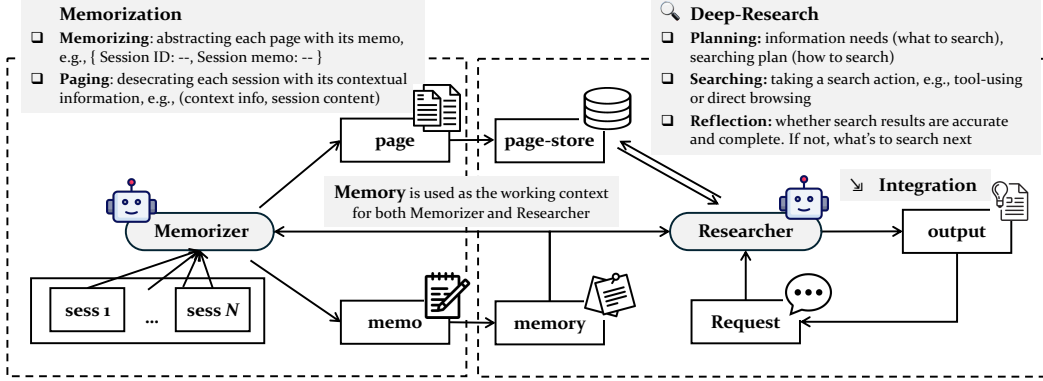 Memorization
❑ Memorizing: abstracting each page with its memo,
e.g., { Session ID: --, Session memo: -- }
❑ Paging: desecrating each session with its contextual
information, e.g., (context info, session content)
Deep-Research
❑ Planning: information needs (what to search),
searching plan (how to search)
❑ Searching: taking a search action, e.g., tool-using
or direct browsing
❑ Reflection: whether search results are accurate
and complete. If not, what's to search next
page
page-store
Memory is used as the working context
for both Memorizer and Researcher
⇲ Integration
Memorizer
Researcher
output
sess 1
...
sess N
memo
memory
Request